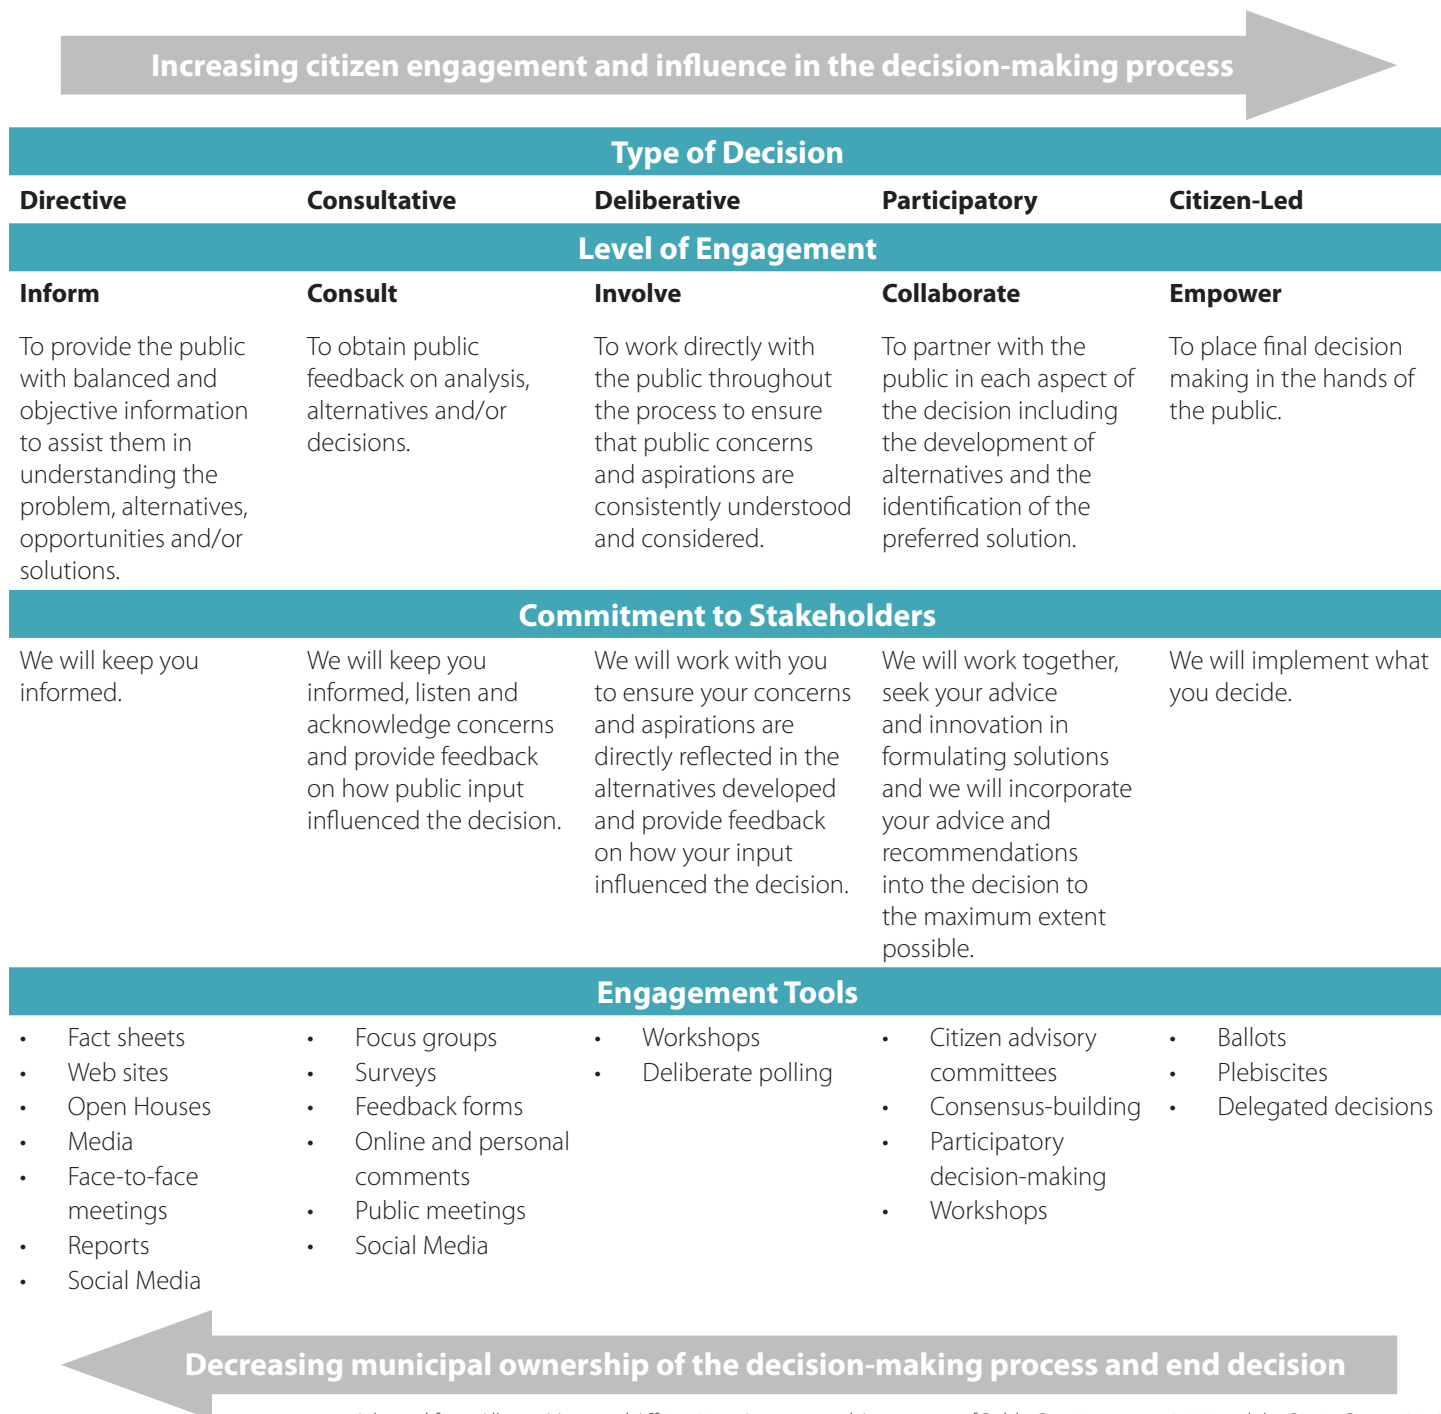 Increasing citizen engagement and influence in the decision-making process
Type of Decision
Directive
Consultative
Deliberative
Participatory
Citizen-Led
Level of Engagement
Inform
To provide the public
with balanced and
objective information
to assist them in
understanding the
problem, alternatives,
opportunities and/or
solutions.
Consult
To obtain public
feedback on analysis,
alternatives and/or
decisions.
Involve
To work directly with
the public throughout
the process to ensure
that public concerns
and aspirations are
consistently understood
and considered.
Collaborate
To partner with the
public in each aspect of
the decision including
the development of
alternatives and the
identification of the
preferred solution.
Empower
To place final decision
making in the hands of
the public.
Commitment to Stakeholders
We will keep you
informed.
We will keep you
informed, listen and
acknowledge concerns
and provide feedback
on how public input
influenced the decision.
We will work with you
to ensure your concerns
and aspirations are
directly reflected in the
alternatives developed
and provide feedback
on how your input
influenced the decision.
We will work together,
seek your advice
and innovation in
formulating solutions
and we will incorporate
your advice and
recommendations
into the decision to
the maximum extent
possible.
We will implement what
you decide.
Engagement Tools
• Fact sheets
• Web sites
• Open Houses
• Media
• Face-to-face
meetings
• Reports
• Social Media
• Focus groups
• Surveys
• Feedback forms
• Online and personal
comments
• Public meetings
• Social Media
• Workshops
• Deliberate polling
• Citizen advisory
committees
• Consensus-building
• Participatory
decision-making
• Workshops
• Ballots
• Plebiscites
• Delegated decisions
Decreasing municipal ownership of the decision-making process and end decision